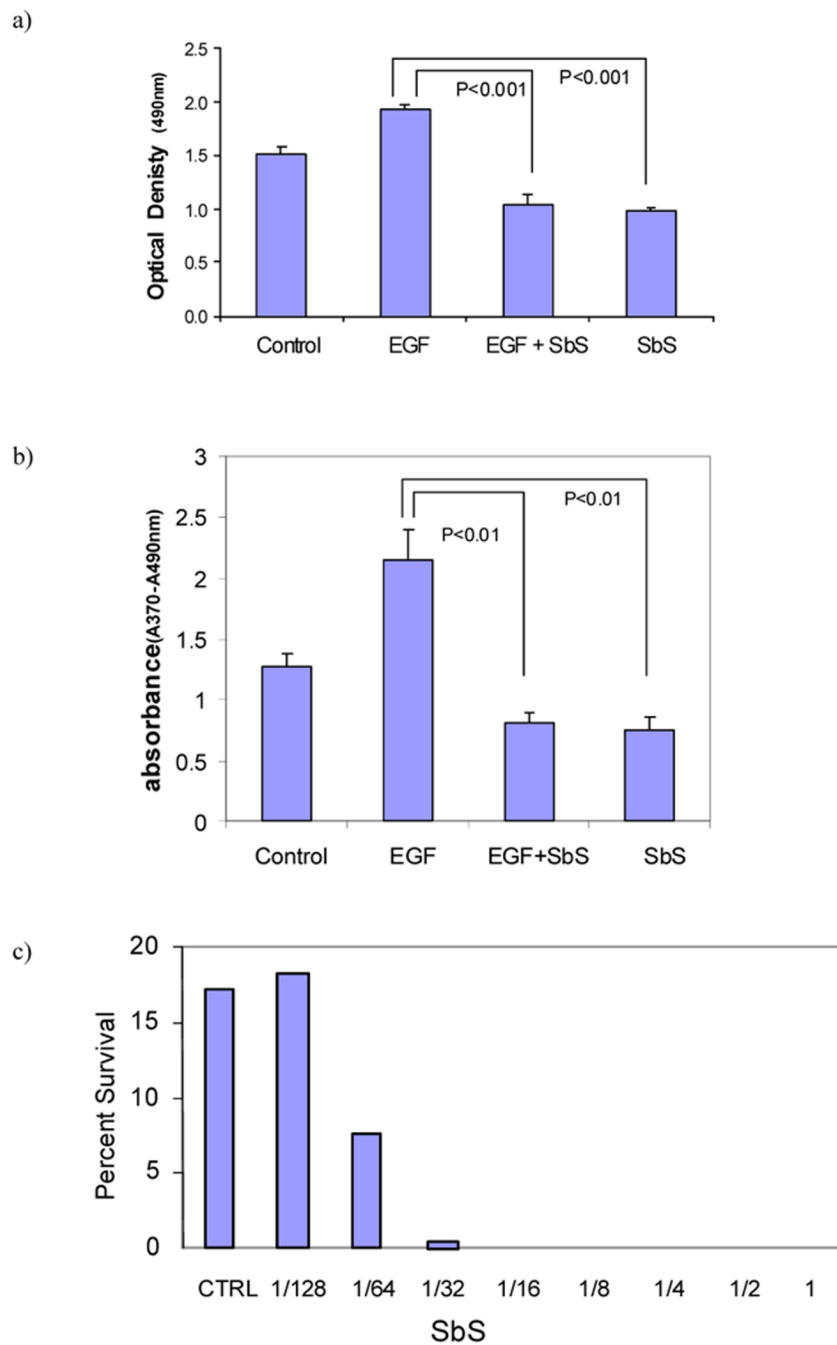 a)
2.5
2.0
1.5
1.0
0.5
0.0
Optical Denisty (490nm)
P<0.001
P<0.001
Control EGF EGF + SbS SbS
b)
3
2.5
2
1.5
1
0.5
0
absorbance(A370-A490nm)
P<0.01
P<0.01
Control EGF EGF+SbS SbS
c)
20
15
10
5
0
Percent Survival
CTRL 1/128 1/64 1/32 1/16 1/8 1/4 1/2 1
SbS